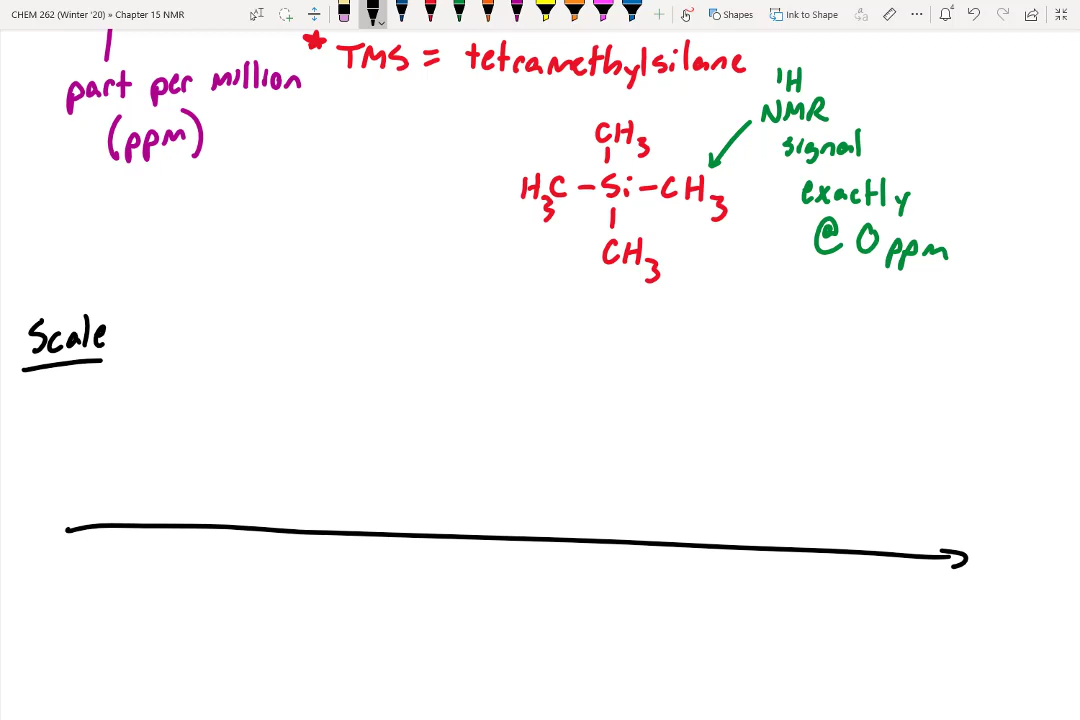 CHEM 262 (Winter '20) » Chapter 15 NMR
Shapes
Ink to Shape
* TMS = tetramethylsilane
part per million
(ppm)
¹H
NMR
signal
exactly
@ 0 ppm
CH₃
H₃C – Si – CH₃
CH₃
Scale